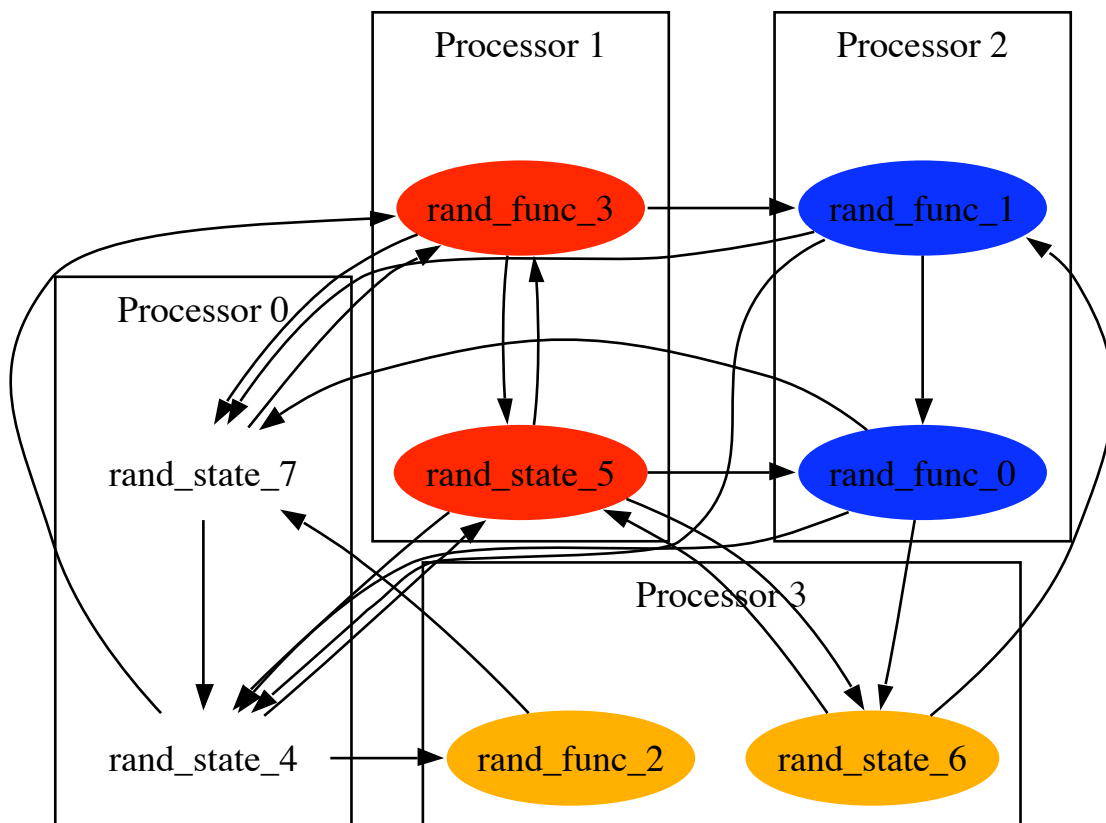 Processor 1
Processor 2
rand_func_3
rand_func_1
Processor 0
rand_state_7
rand_state_5
rand_func_0
Processor 3
rand_state_4
rand_func_2
rand_state_6